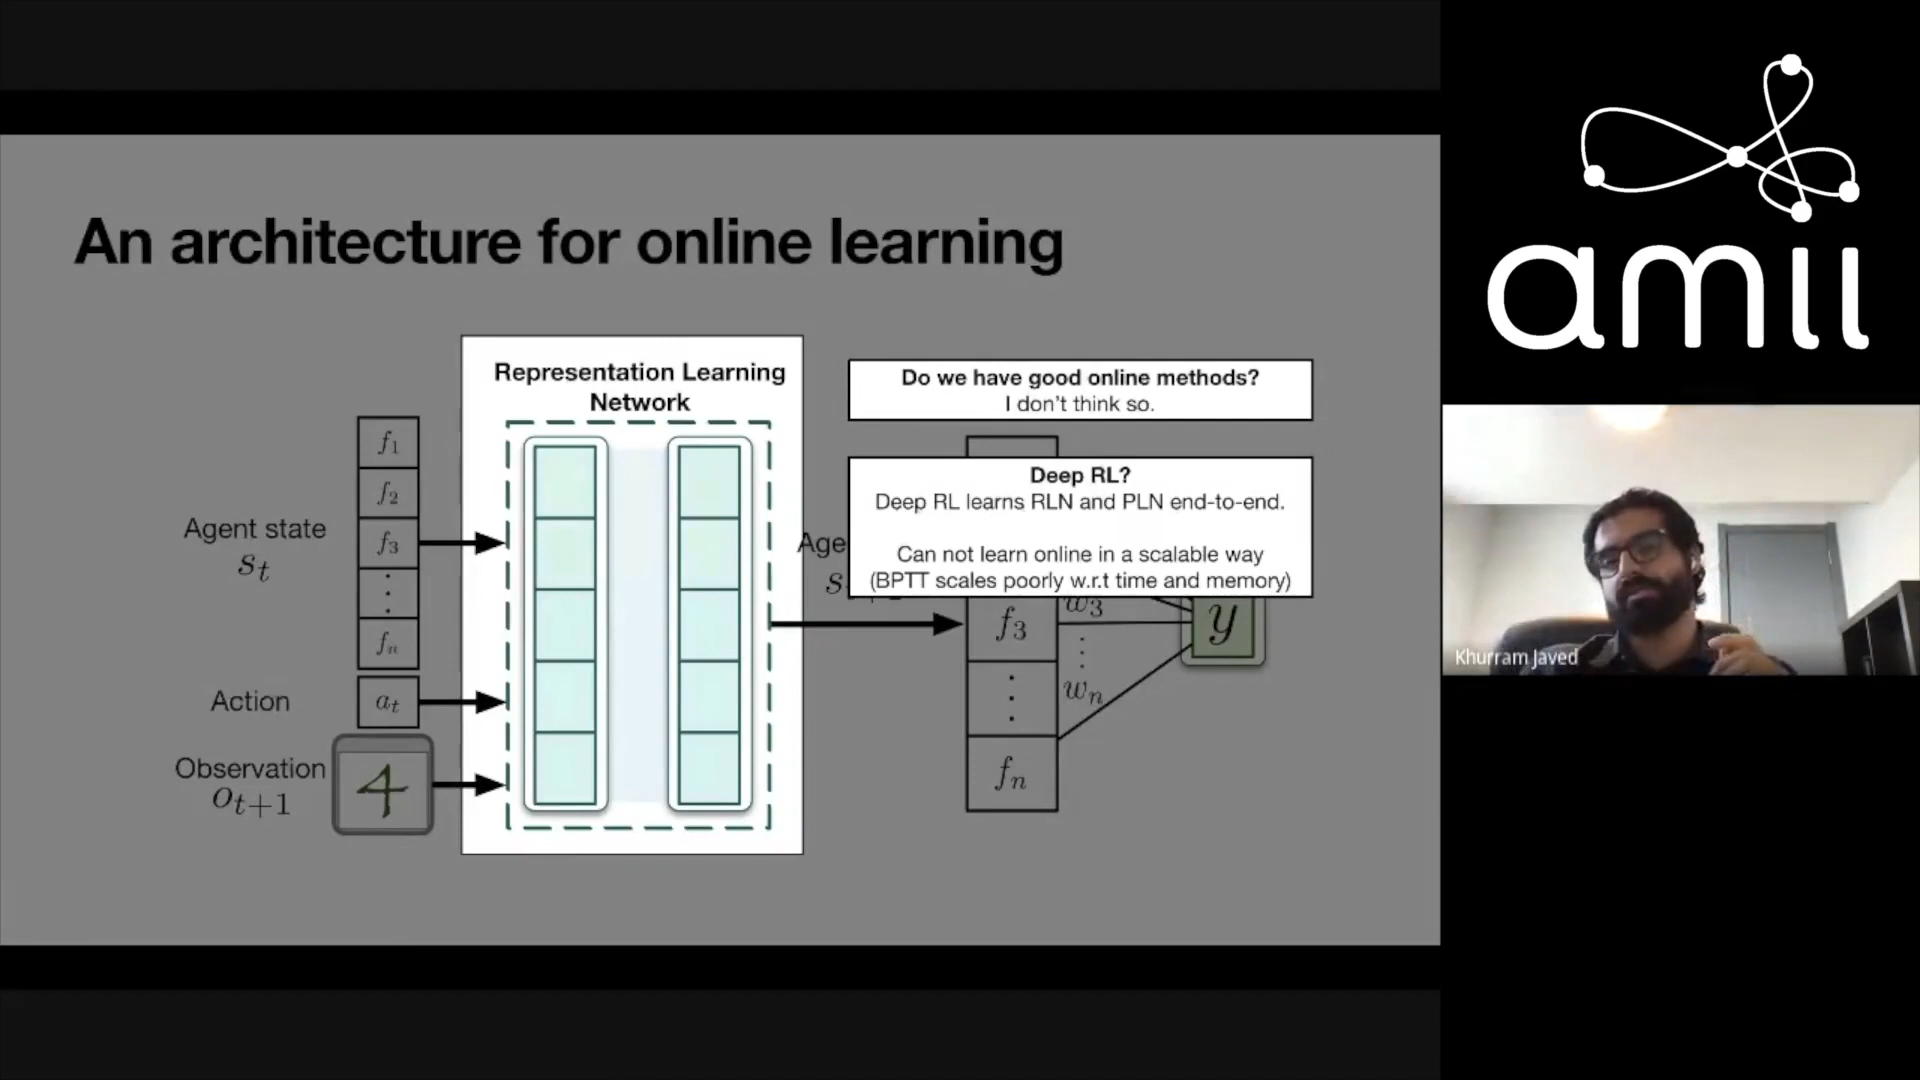 An architecture for online learning
Representation Learning
Network
Do we have good online methods?
I don't think so.
Deep RL?
Deep RL learns RLN and PLN end-to-end.
Can not learn online in a scalable way
(BPTT scales poorly w.r.t time and memory)
Agent state
s_t
f_1
f_2
f_3
⋮
f_n
Action
a_t
Observation
o_{t+1}
4
Age
s
f_3
⋮
f_n
w_3
⋮
w_n
y
amii
Khurram Javed